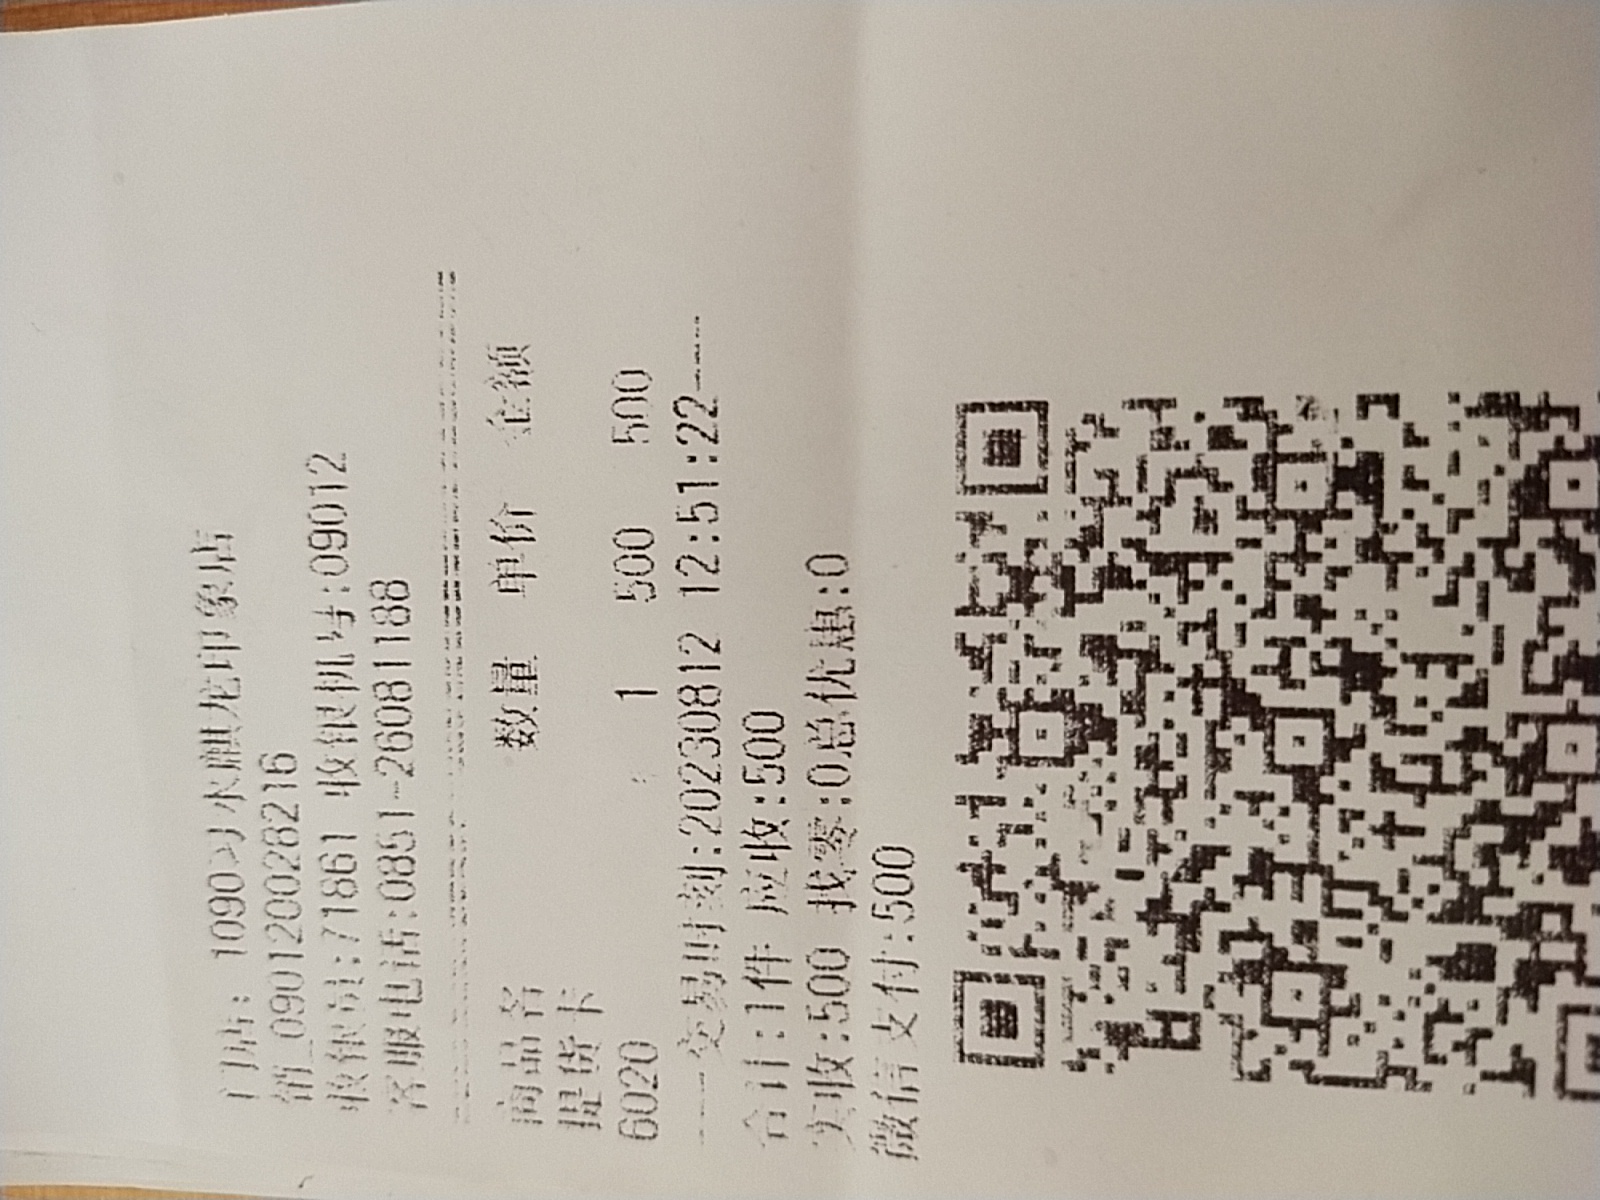 门店: 1090习水麒龙印象店
销_0901200028216
收银员:71861 收银机号:09012
客服电话:0851-26081188
商品名 数量 单价 金额
提货卡
6020 1 500 500
----交易时刻:20230812 12:51:22----
合计:1件 应收:500
实收:500 找零:0总优惠:0
微信支付:500